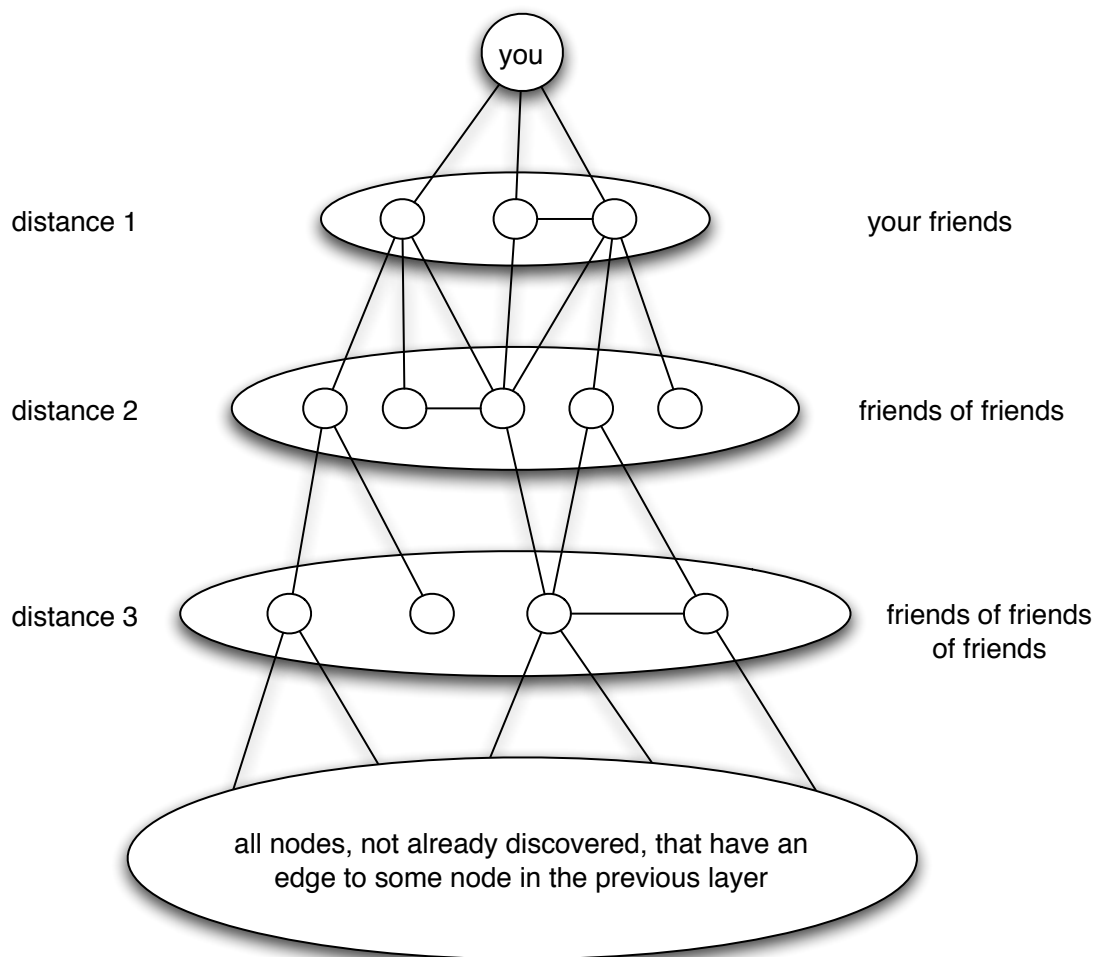 you
distance 1
your friends
distance 2
friends of friends
distance 3
friends of friends
of friends
all nodes, not already discovered, that have an
edge to some node in the previous layer